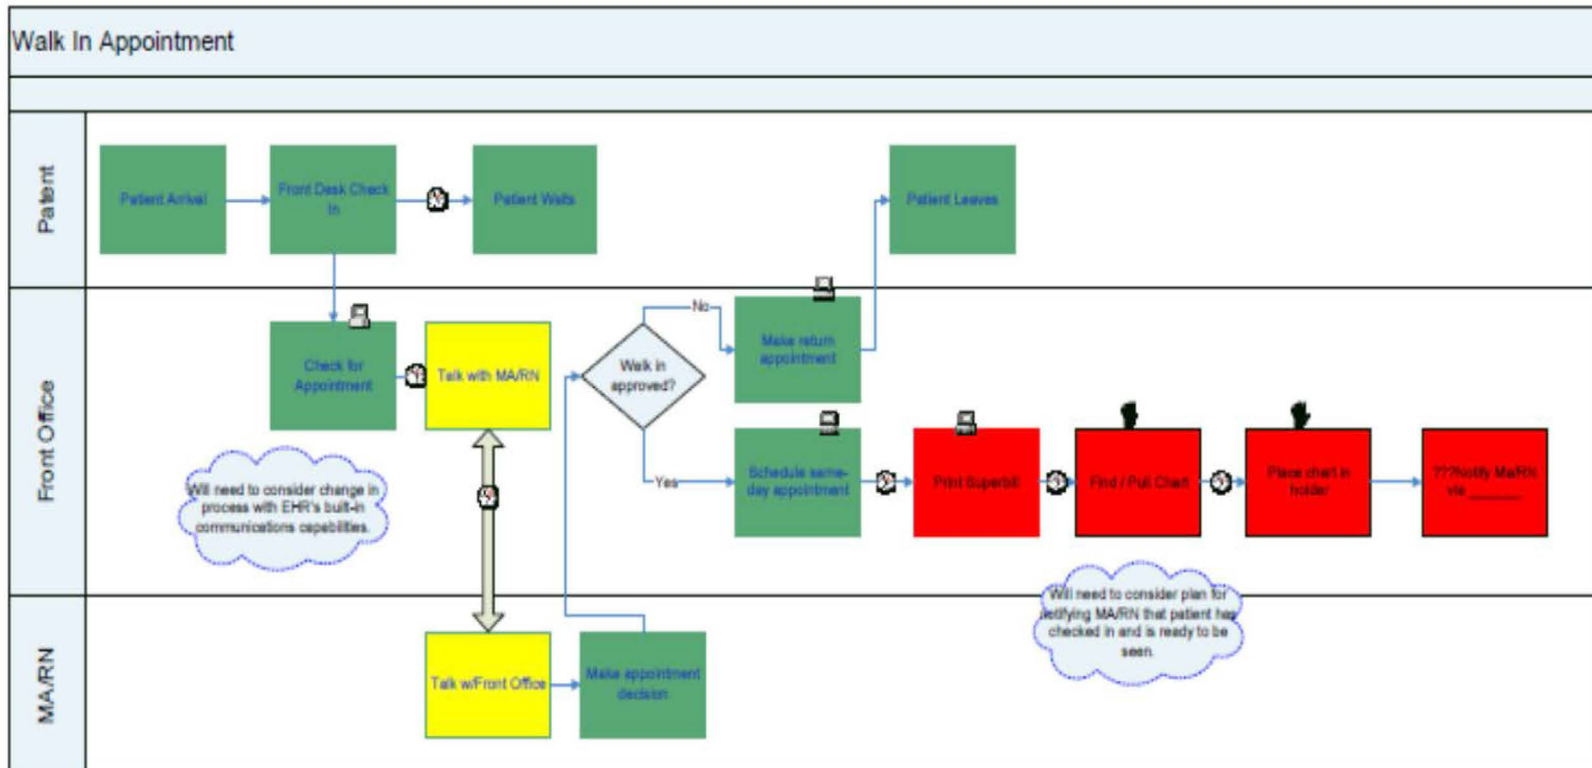 Walk In Appointment
Patient
Patient Arrival
Front Desk Check
In
Patient Waits
Patient Leaves
Front Office
Check for
Appointment
Talk with MA/RN
Walk in
approved?
No
Yes
Make return
appointment
Schedule same-
day appointment
Print Superbill
Find / Pull Chart
Place chart in
holder
???Notify Ma/RN
via _______
Will need to consider change in
process with EHR's built-in
communications capabilities.
Will need to consider plan for
notifying MA/RN that patient has
checked in and is ready to be
seen.
MA/RN
Talk w/Front Office
Make appointment
decision